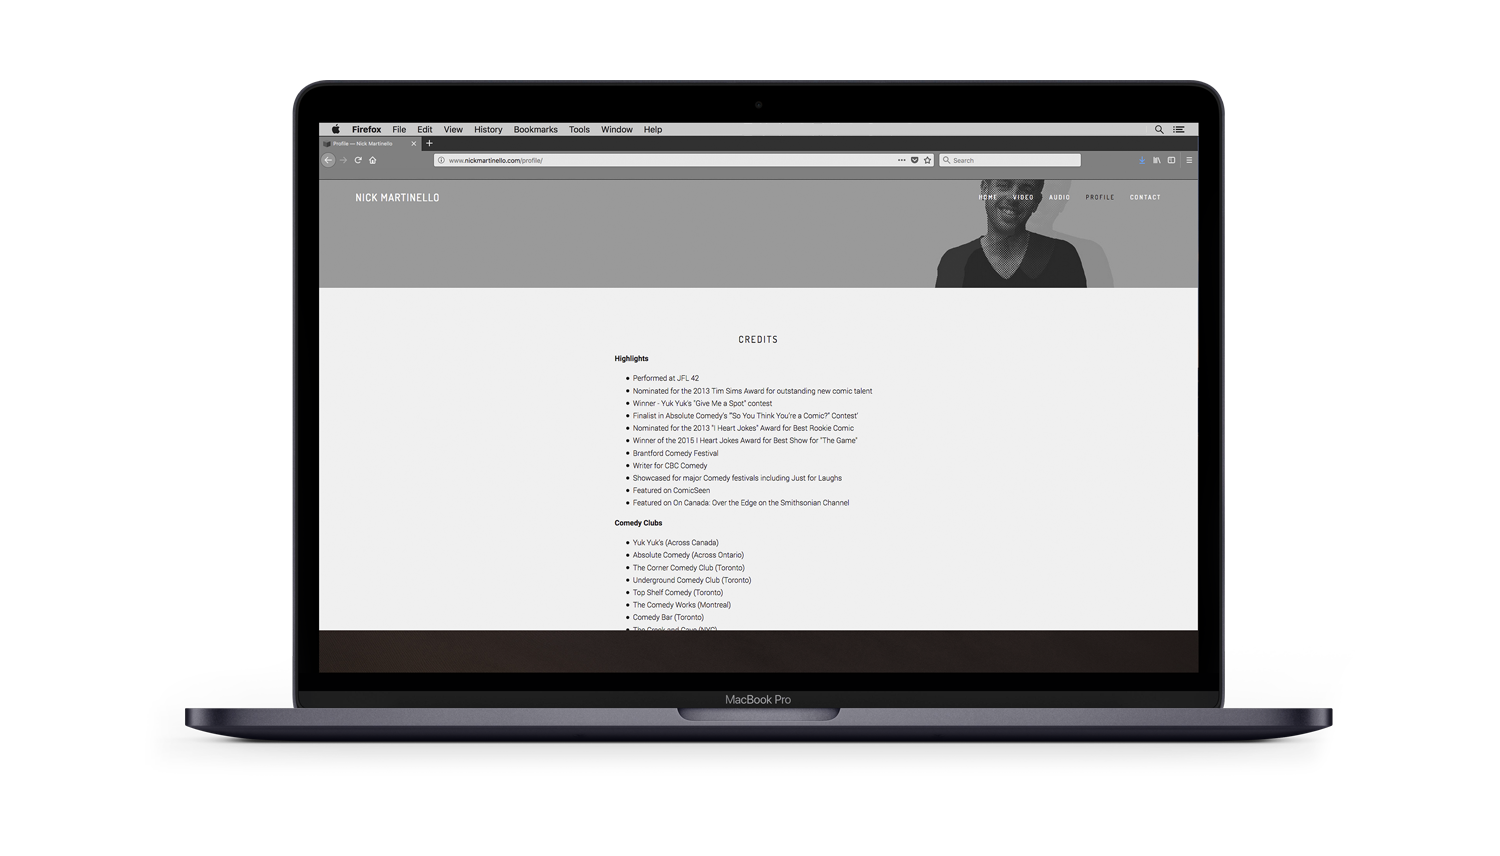 Firefox File Edit View History Bookmarks Tools Window Help
Profile — Nick Martinello
www.nickmartinello.com/profile/
Search
NICK MARTINELLO
HOME VIDEO AUDIO PROFILE CONTACT
CREDITS
Highlights
Performed at JFL 42
Nominated for the 2013 Tim Sims Award for outstanding new comic talent
Winner - Yuk Yuk's "Give Me a Spot" contest
Finalist in Absolute Comedy's "'So You Think You're a Comic?" Contest'
Nominated for the 2013 "I Heart Jokes" Award for Best Rookie Comic
Winner of the 2015 I Heart Jokes Award for Best Show for "The Game"
Brantford Comedy Festival
Writer for CBC Comedy
Showcased for major Comedy festivals including Just for Laughs
Featured on ComicSeen
Featured on On Canada: Over the Edge on the Smithsonian Channel
Comedy Clubs
Yuk Yuk's (Across Canada)
Absolute Comedy (Across Ontario)
The Corner Comedy Club (Toronto)
Underground Comedy Club (Toronto)
Top Shelf Comedy (Toronto)
The Comedy Works (Montreal)
Comedy Bar (Toronto)
The Creek and Cave (NYC)
MacBook Pro